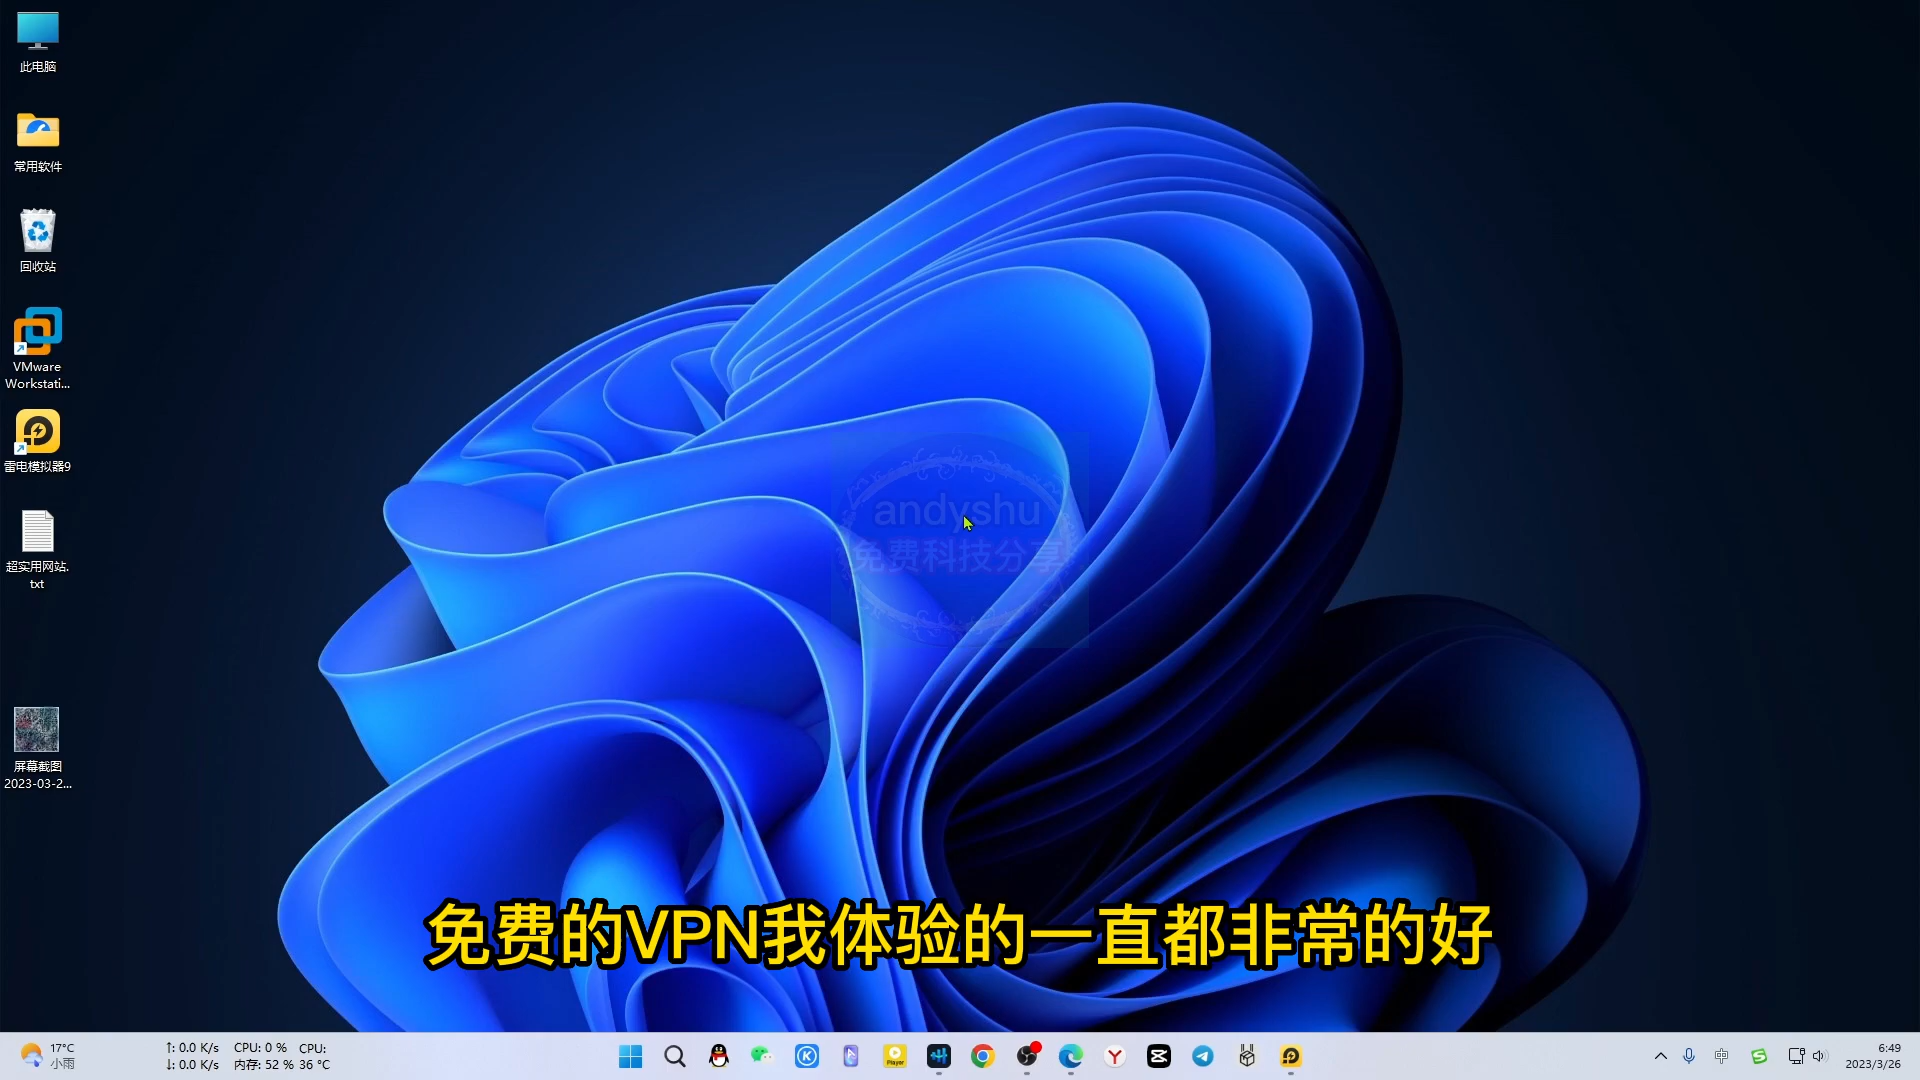 此电脑
常用软件
回收站
VMware
Workstati...
雷电模拟器9
超实用网站.
txt
屏幕截图
2023-03-2...
andyshu
免费科技分享
免费的VPN我体验的一直都非常的好
17°C
小雨
↑: 0.0 K/s CPU: 0 % CPU:
↓: 0.0 K/s 内存: 52 % 36 °C
Player
中
6:49
2023/3/26